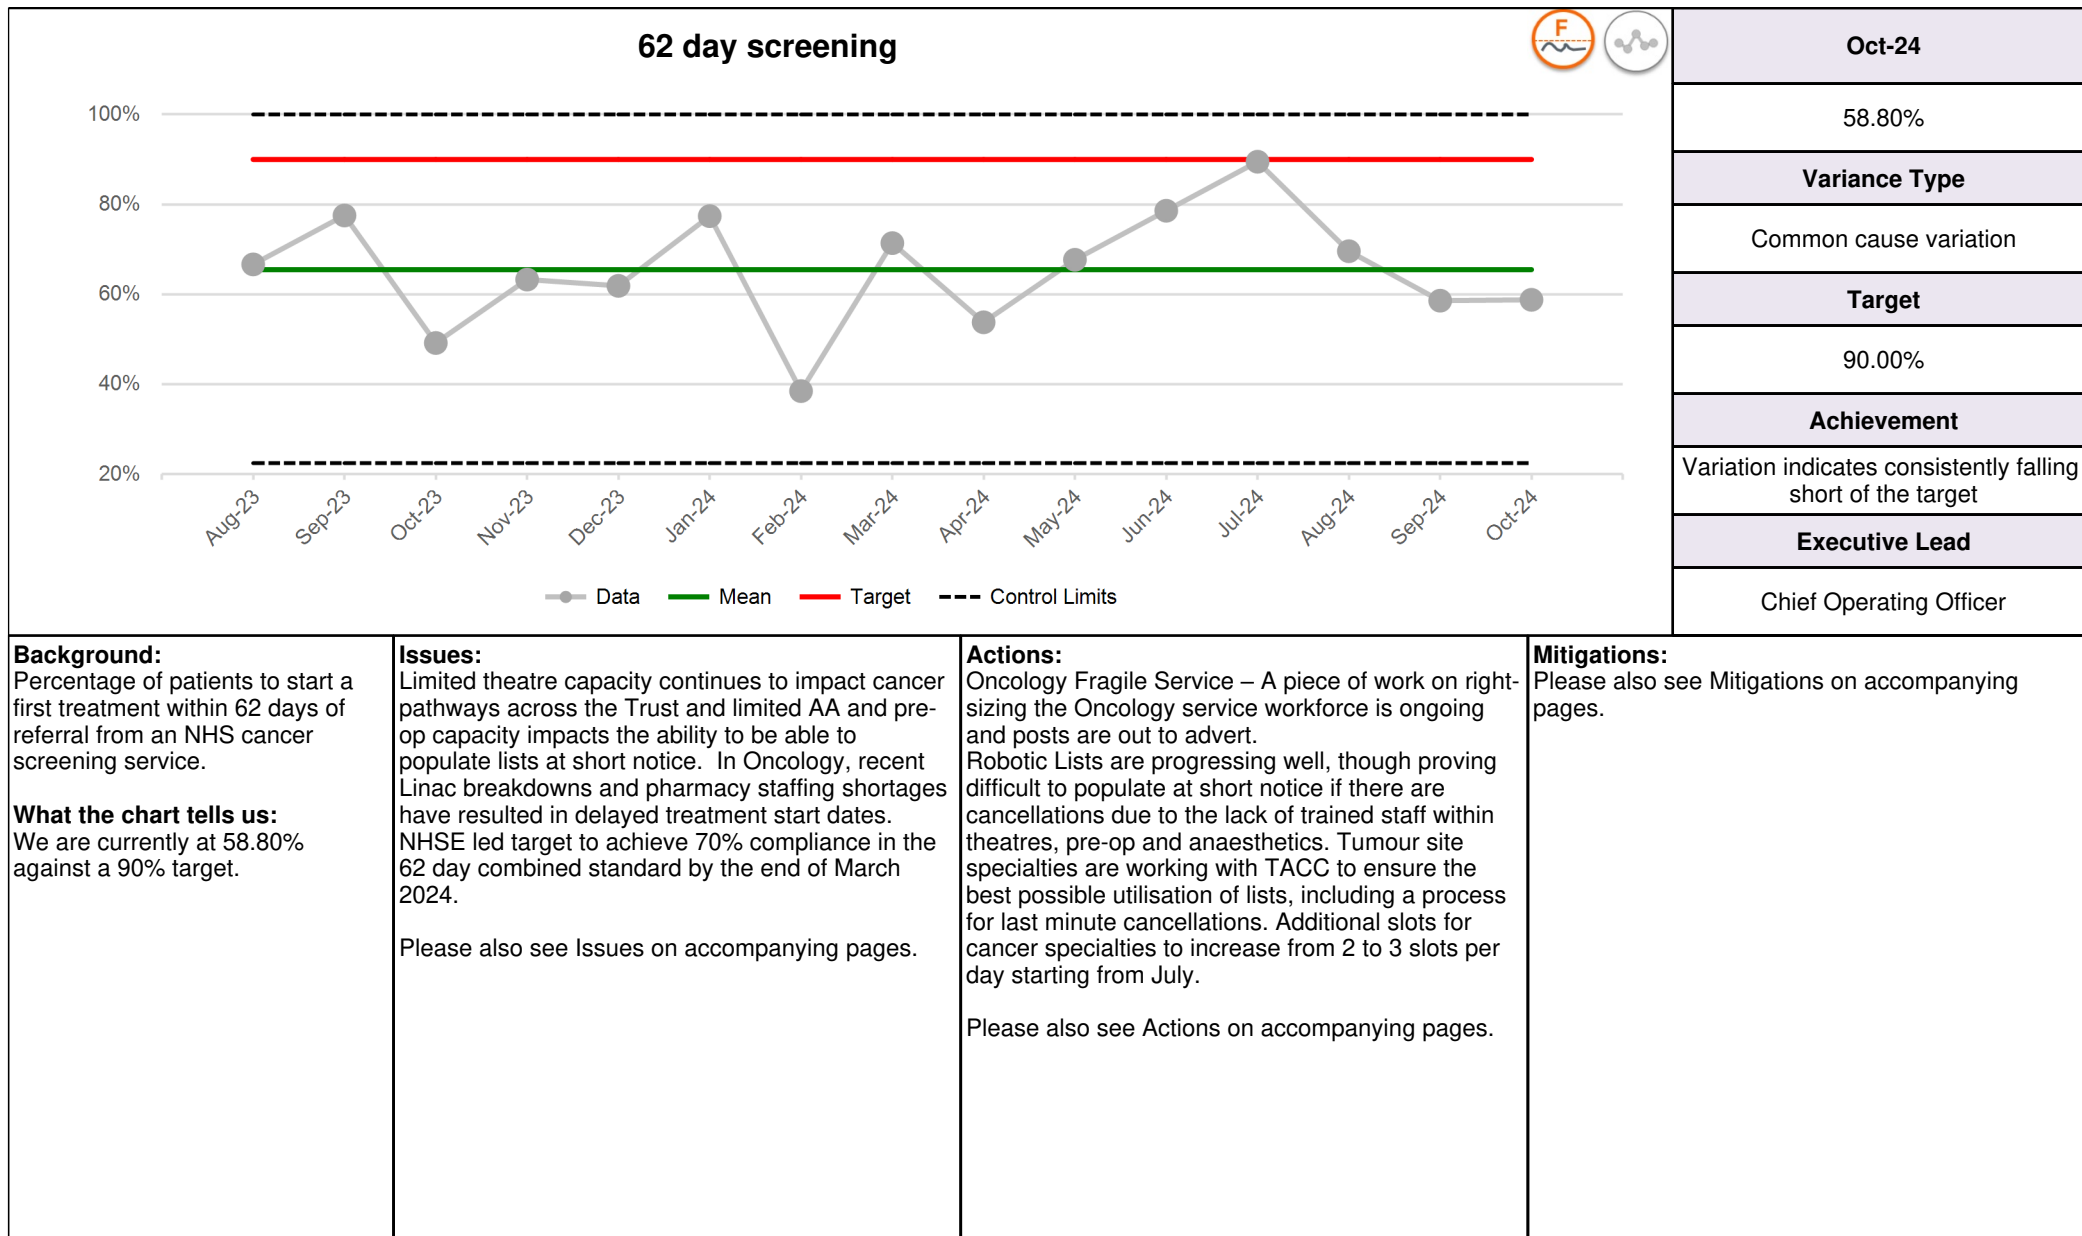 62 day screening
F
100%
80%
60%
40%
20%
Aug-23
Sep-23
Oct-23
Nov-23
Dec-23
Jan-24
Feb-24
Mar-24
Apr-24
May-24
Jun-24
Jul-24
Aug-24
Sep-24
Oct-24
Data
Mean
Target
Control Limits
Oct-24
58.80%
Variance Type
Common cause variation
Target
90.00%
Achievement
Variation indicates consistently falling
short of the target
Executive Lead
Chief Operating Officer
Background:
Percentage of patients to start a
first treatment within 62 days of
referral from an NHS cancer
screening service.
What the chart tells us:
We are currently at 58.80%
against a 90% target.
Issues:
Limited theatre capacity continues to impact cancer
pathways across the Trust and limited AA and pre-
op capacity impacts the ability to be able to
populate lists at short notice.  In Oncology, recent
Linac breakdowns and pharmacy staffing shortages
have resulted in delayed treatment start dates.
NHSE led target to achieve 70% compliance in the
62 day combined standard by the end of March
2024.
Please also see Issues on accompanying pages.
Actions:
Oncology Fragile Service – A piece of work on right-
sizing the Oncology service workforce is ongoing
and posts are out to advert.
Robotic Lists are progressing well, though proving
difficult to populate at short notice if there are
cancellations due to the lack of trained staff within
theatres, pre-op and anaesthetics. Tumour site
specialties are working with TACC to ensure the
best possible utilisation of lists, including a process
for last minute cancellations. Additional slots for
cancer specialties to increase from 2 to 3 slots per
day starting from July.
Please also see Actions on accompanying pages.
Mitigations:
Please also see Mitigations on accompanying
pages.